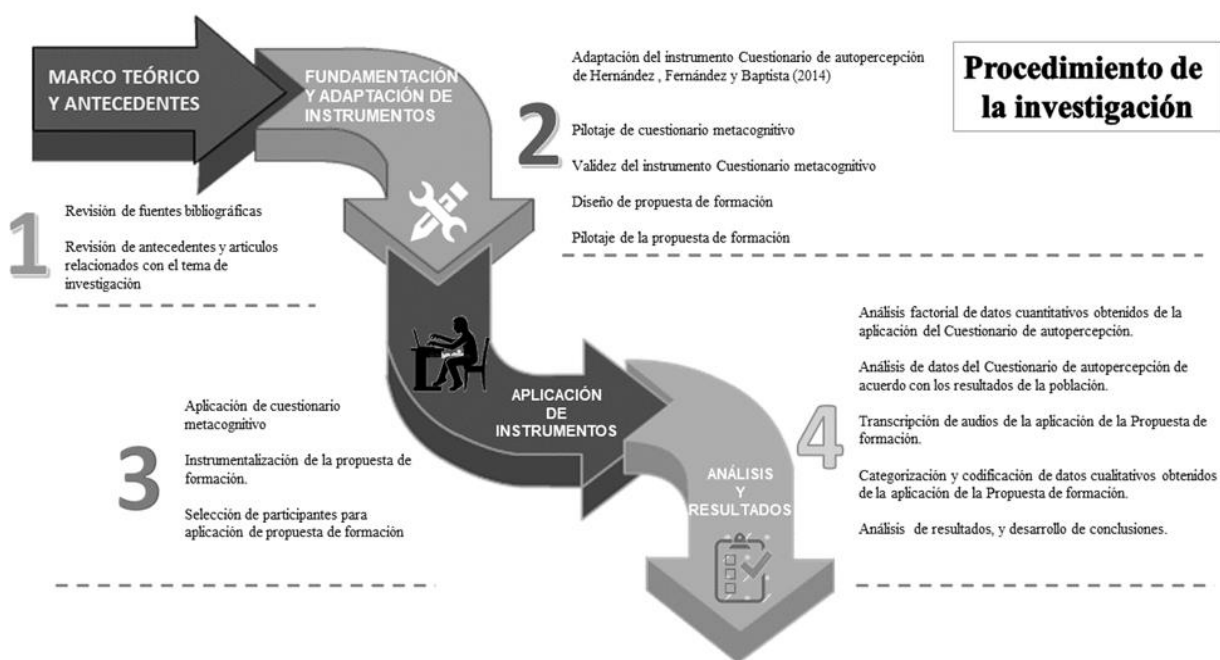 Procedimiento de
la investigación
MARCO TEÓRICO
Y ANTECEDENTES
1
Revisión de fuentes bibliográficas
Revisión de antecedentes y articulos
relacionados con el tema de
investigación
FUNDAMENTACIÓN
Y ADAPTACIÓN DE
INSTRUMENTOS
2
Adaptación del instrumento Cuestionario de autopercepción
de Hernández , Fernández y Baptista (2014)
Pilotaje de cuestionario metacognitivo
Validez del instrumento Cuestionario metacognitivo
Diseño de propuesta de formación
Pilotaje de la propuesta de formación
APLICACIÓN
DE
INSTRUMENTOS
3
Aplicación de cuestionario
metacognitivo
Instrumentalización de la propuesta de
formación.
Selección de participantes para
aplicación de propuesta de formación
ANÁLISIS
Y
RESULTADOS
4
Análisis factorial de datos cuantitativos obtenidos de la
aplicación del Cuestionario de autopercepción.
Análisis de datos del Cuestionario de autopercepción de
acuerdo con los resultados de la población.
Transcripción de audios de la aplicación de la Propuesta de
formación.
Categorización y codificación de datos cualitativos obtenidos
de la aplicación de la Propuesta de formación.
Análisis de resultados, y desarrollo de conclusiones.